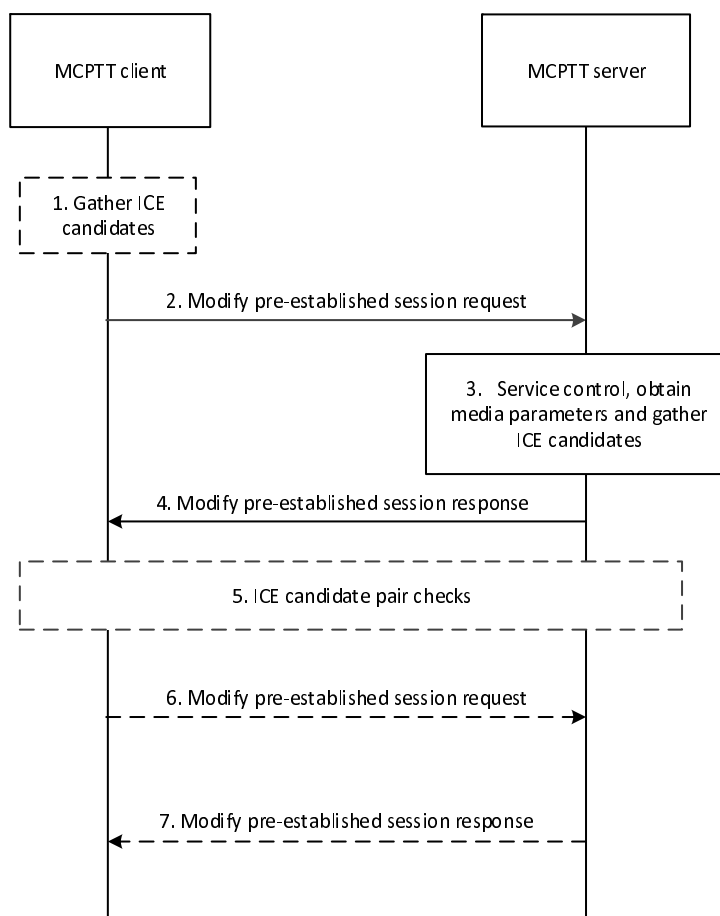 MCPTT client
MCPTT server
1. Gather ICE
candidates
2. Modify pre-established session request
3. Service control, obtain
media parameters and gather
ICE candidates
4. Modify pre-established session response
5. ICE candidate pair checks
6. Modify pre-established session request
7. Modify pre-established session response